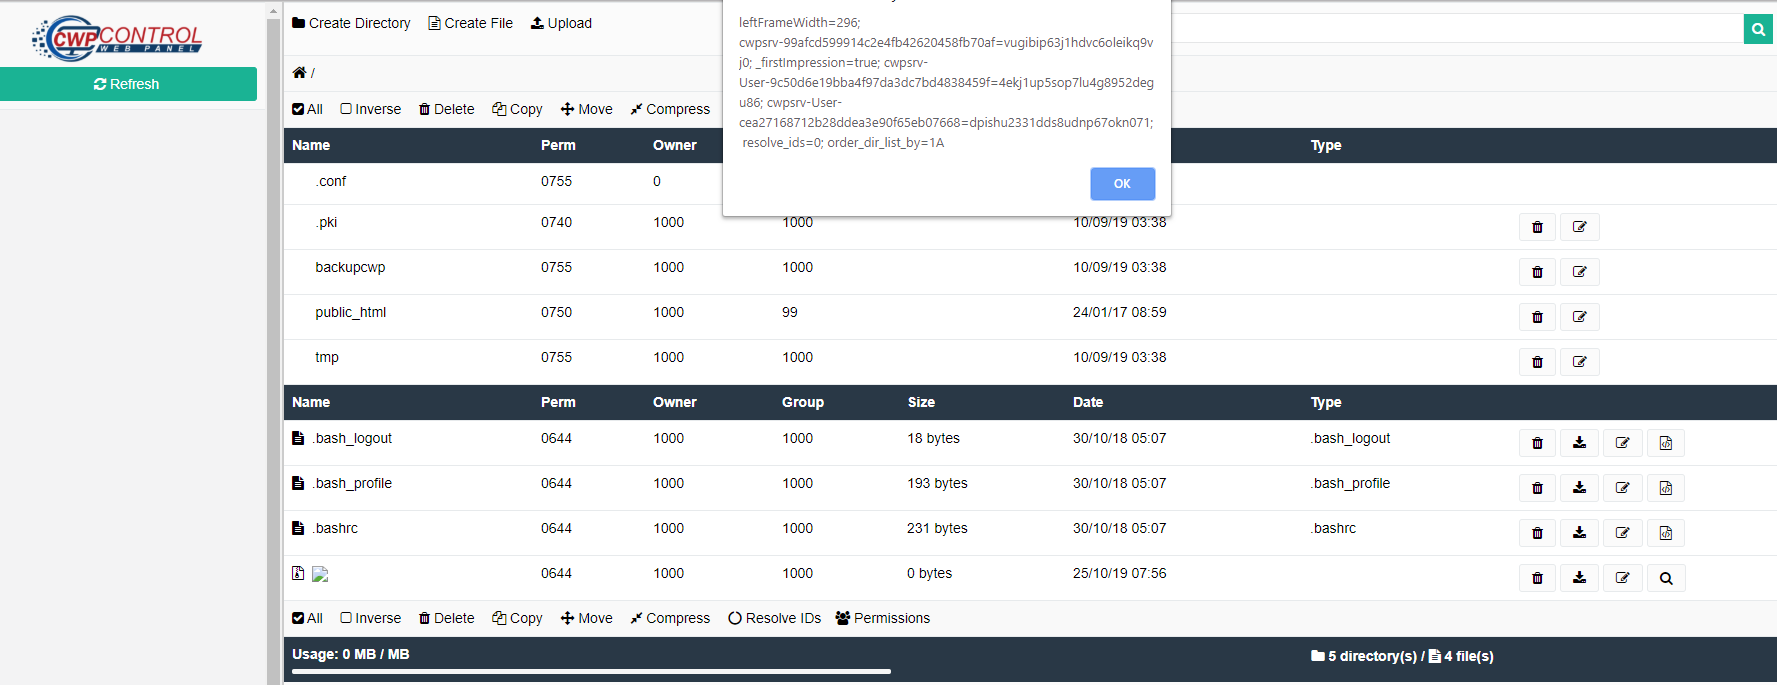 CWPCONTROL
WEB PANEL
Refresh
Create Directory Create File Upload
/
All Inverse Delete Copy Move Compress
leftFrameWidth=296;
cwpsrv-99afcd599914c2e4fb42620458fb70af=vugibip63j1hdvc6oleikq9v
j0; _firstImpression=true; cwpsrv-
User-9c50d6e19bba4f97da3dc7bd4838459f=4ekj1up5sop7lu4g8952deg
u86; cwpsrv-User-
cea27168712b28ddea3e90f65eb07668=dpishu2331dds8udnp67okn071;
resolve_ids=0; order_dir_list_by=1A
OK
Name Perm Owner Type
.conf 0755 0
.pki 0740 1000 1000 10/09/19 03:38
backupcwp 0755 1000 1000 10/09/19 03:38
public_html 0750 1000 99 24/01/17 08:59
tmp 0755 1000 1000 10/09/19 03:38
Name Perm Owner Group Size Date Type
.bash_logout 0644 1000 1000 18 bytes 30/10/18 05:07 .bash_logout
.bash_profile 0644 1000 1000 193 bytes 30/10/18 05:07 .bash_profile
.bashrc 0644 1000 1000 231 bytes 30/10/18 05:07 .bashrc
0644 1000 1000 0 bytes 25/10/19 07:56
All Inverse Delete Copy Move Compress Resolve IDs Permissions
Usage: 0 MB / MB 5 directory(s) / 4 file(s)